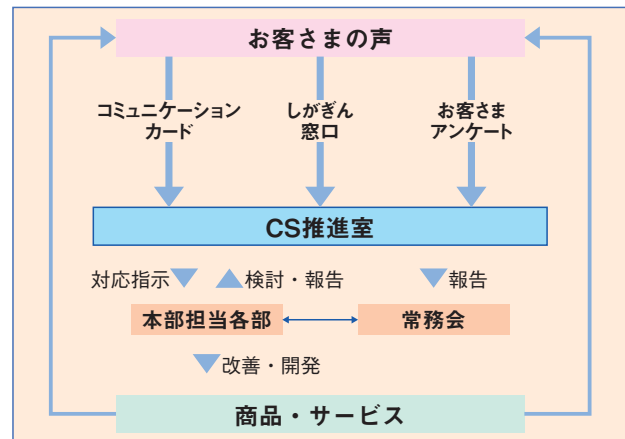 お客さまの声
コミュニケーション
カード
しがぎん
窓口
お客さま
アンケート
CS推進室
対応指示
検討・報告
報告
本部担当各部
常務会
改善・開発
商品・サービス